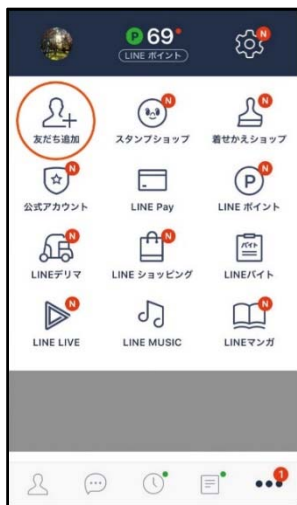 P 69
LINE ポイント
N
友だち追加
N
スタンプショップ
N
着せかえショップ
N
公式アカウント
LINE Pay
N
P
LINE ポイント
N
LINEデリマ
N
LINE ショッピング
バイト
LINEバイト
N
LINE LIVE
LINE MUSIC
N
LINEマンガ
1